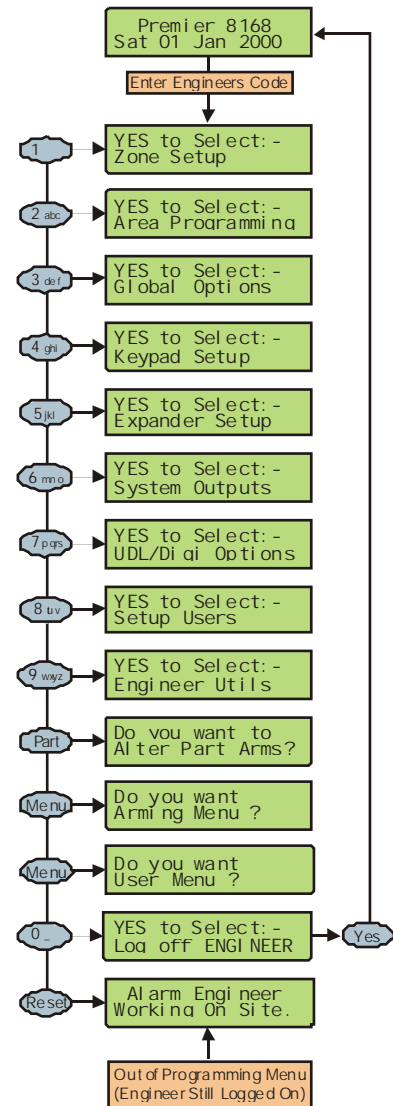 Premier 8168
Sat 01 Jan 2000
Enter Engineers Code
1
YES to Select:-
Zone Setup
2 abc
YES to Select:-
Area Programming
3 def
YES to Select:-
Global Options
4 ghi
YES to Select:-
Keypad Setup
5 jkl
YES to Select:-
Expander Setup
6 mno
YES to Select:-
System Outputs
7 pqrs
YES to Select:-
UDL/Digi Options
8 tuv
YES to Select:-
Setup Users
9 wxyz
YES to Select:-
Engineer Utils
Part
Do you want to
Alter Part Arms?
Menu
Do you want
Arming Menu ?
Menu
Do you want
User Menu ?
0 _
YES to Select:-
Log off ENGINEER
Yes
Reset
Alarm Engineer
Working On Site.
Out of Programming Menu
(Engineer Still Logged On)